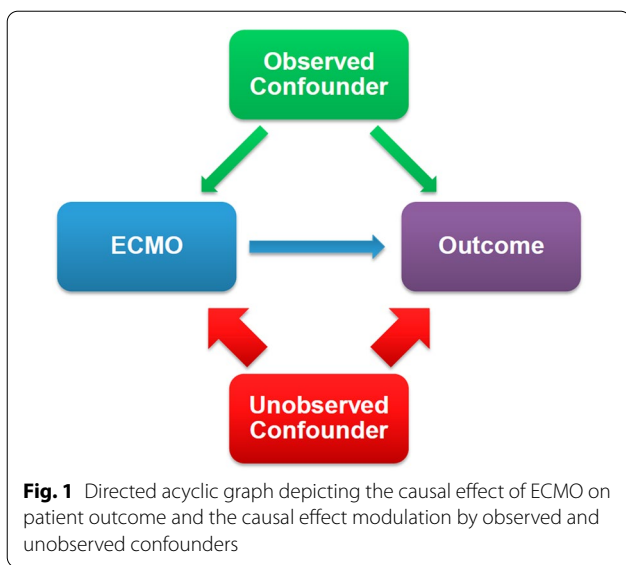 Observed
Confounder
ECMO
Outcome
Unobserved
Confounder
Fig. 1 Directed acyclic graph depicting the causal effect of ECMO on
patient outcome and the causal effect modulation by observed and
unobserved confounders